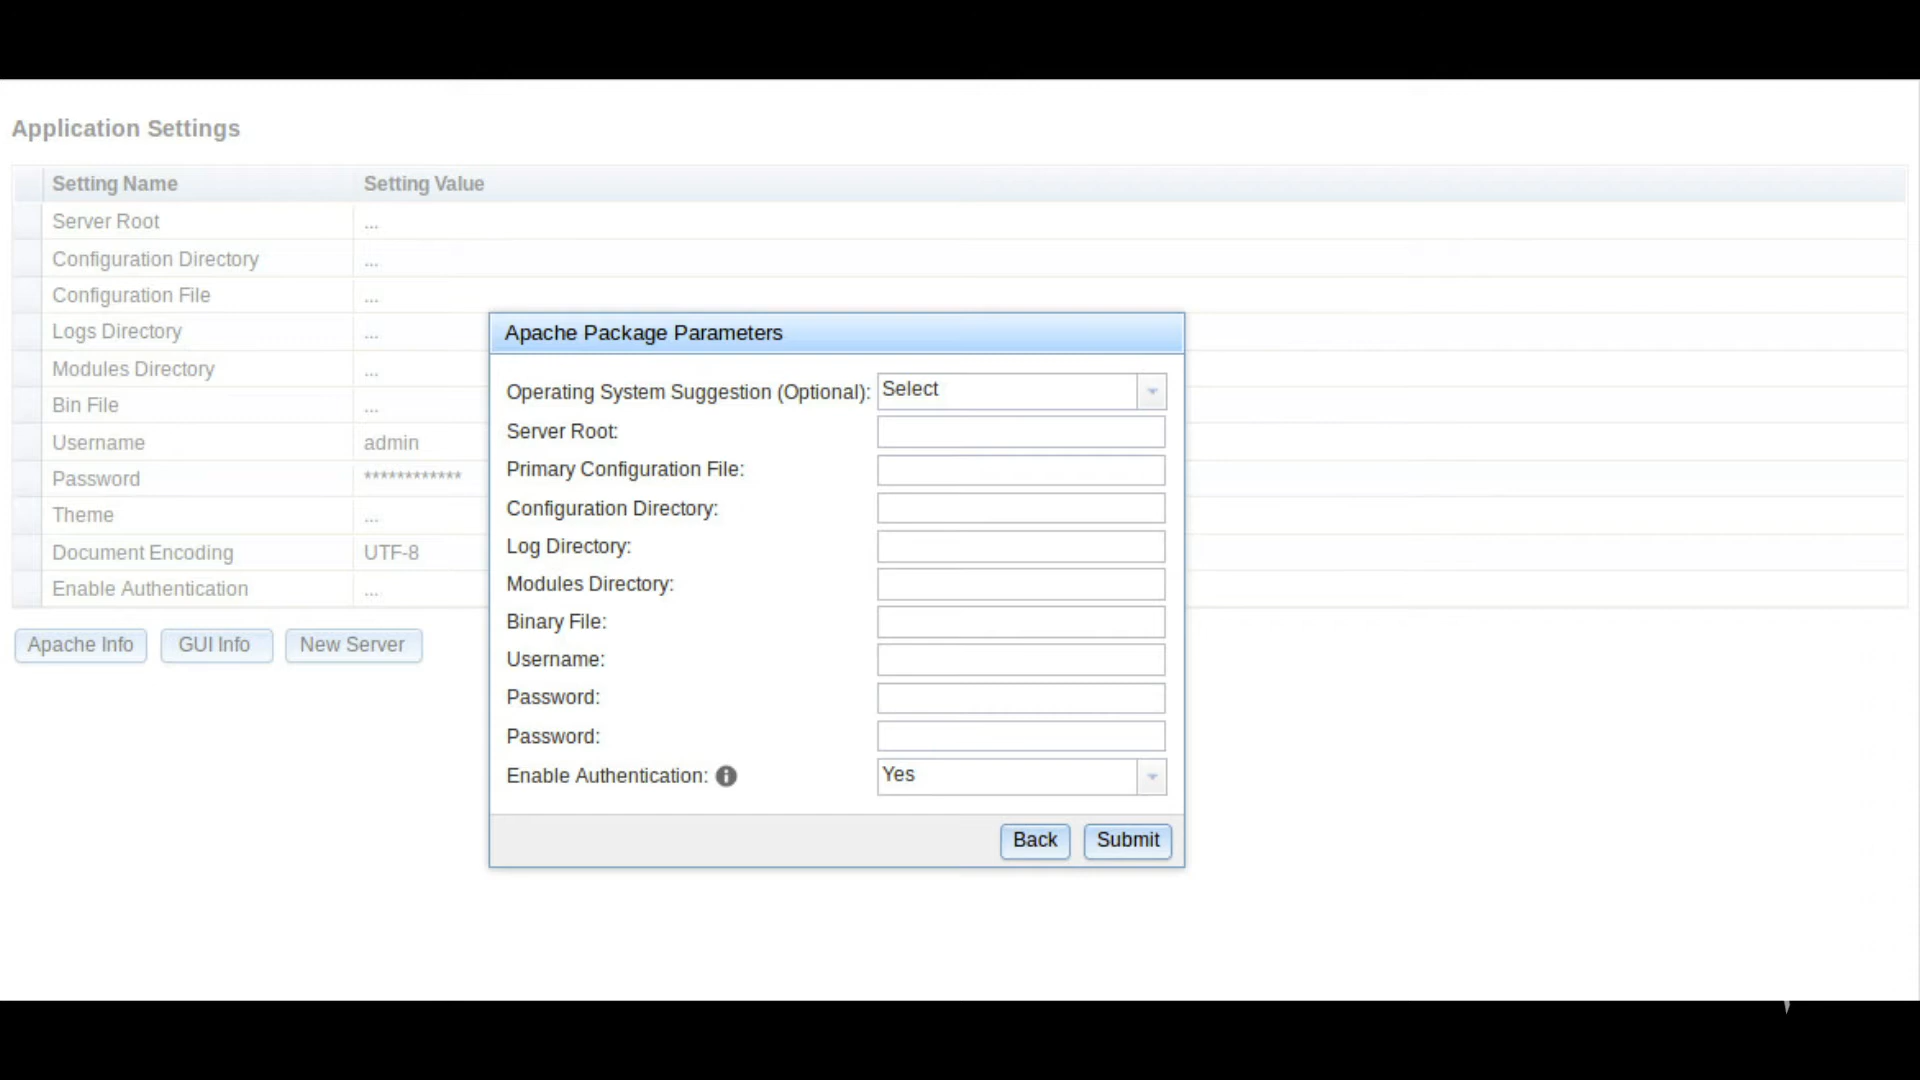 Application Settings
Setting Name Setting Value
Server Root ...
Configuration Directory ...
Configuration File ...
Logs Directory ...
Modules Directory ...
Bin File ...
Username admin
Password ************
Theme ...
Document Encoding UTF-8
Enable Authentication ...
Apache Info GUI Info New Server
Apache Package Parameters
Operating System Suggestion (Optional): Select
Server Root:
Primary Configuration File:
Configuration Directory:
Log Directory:
Modules Directory:
Binary File:
Username:
Password:
Password:
Enable Authentication: Yes
Back Submit